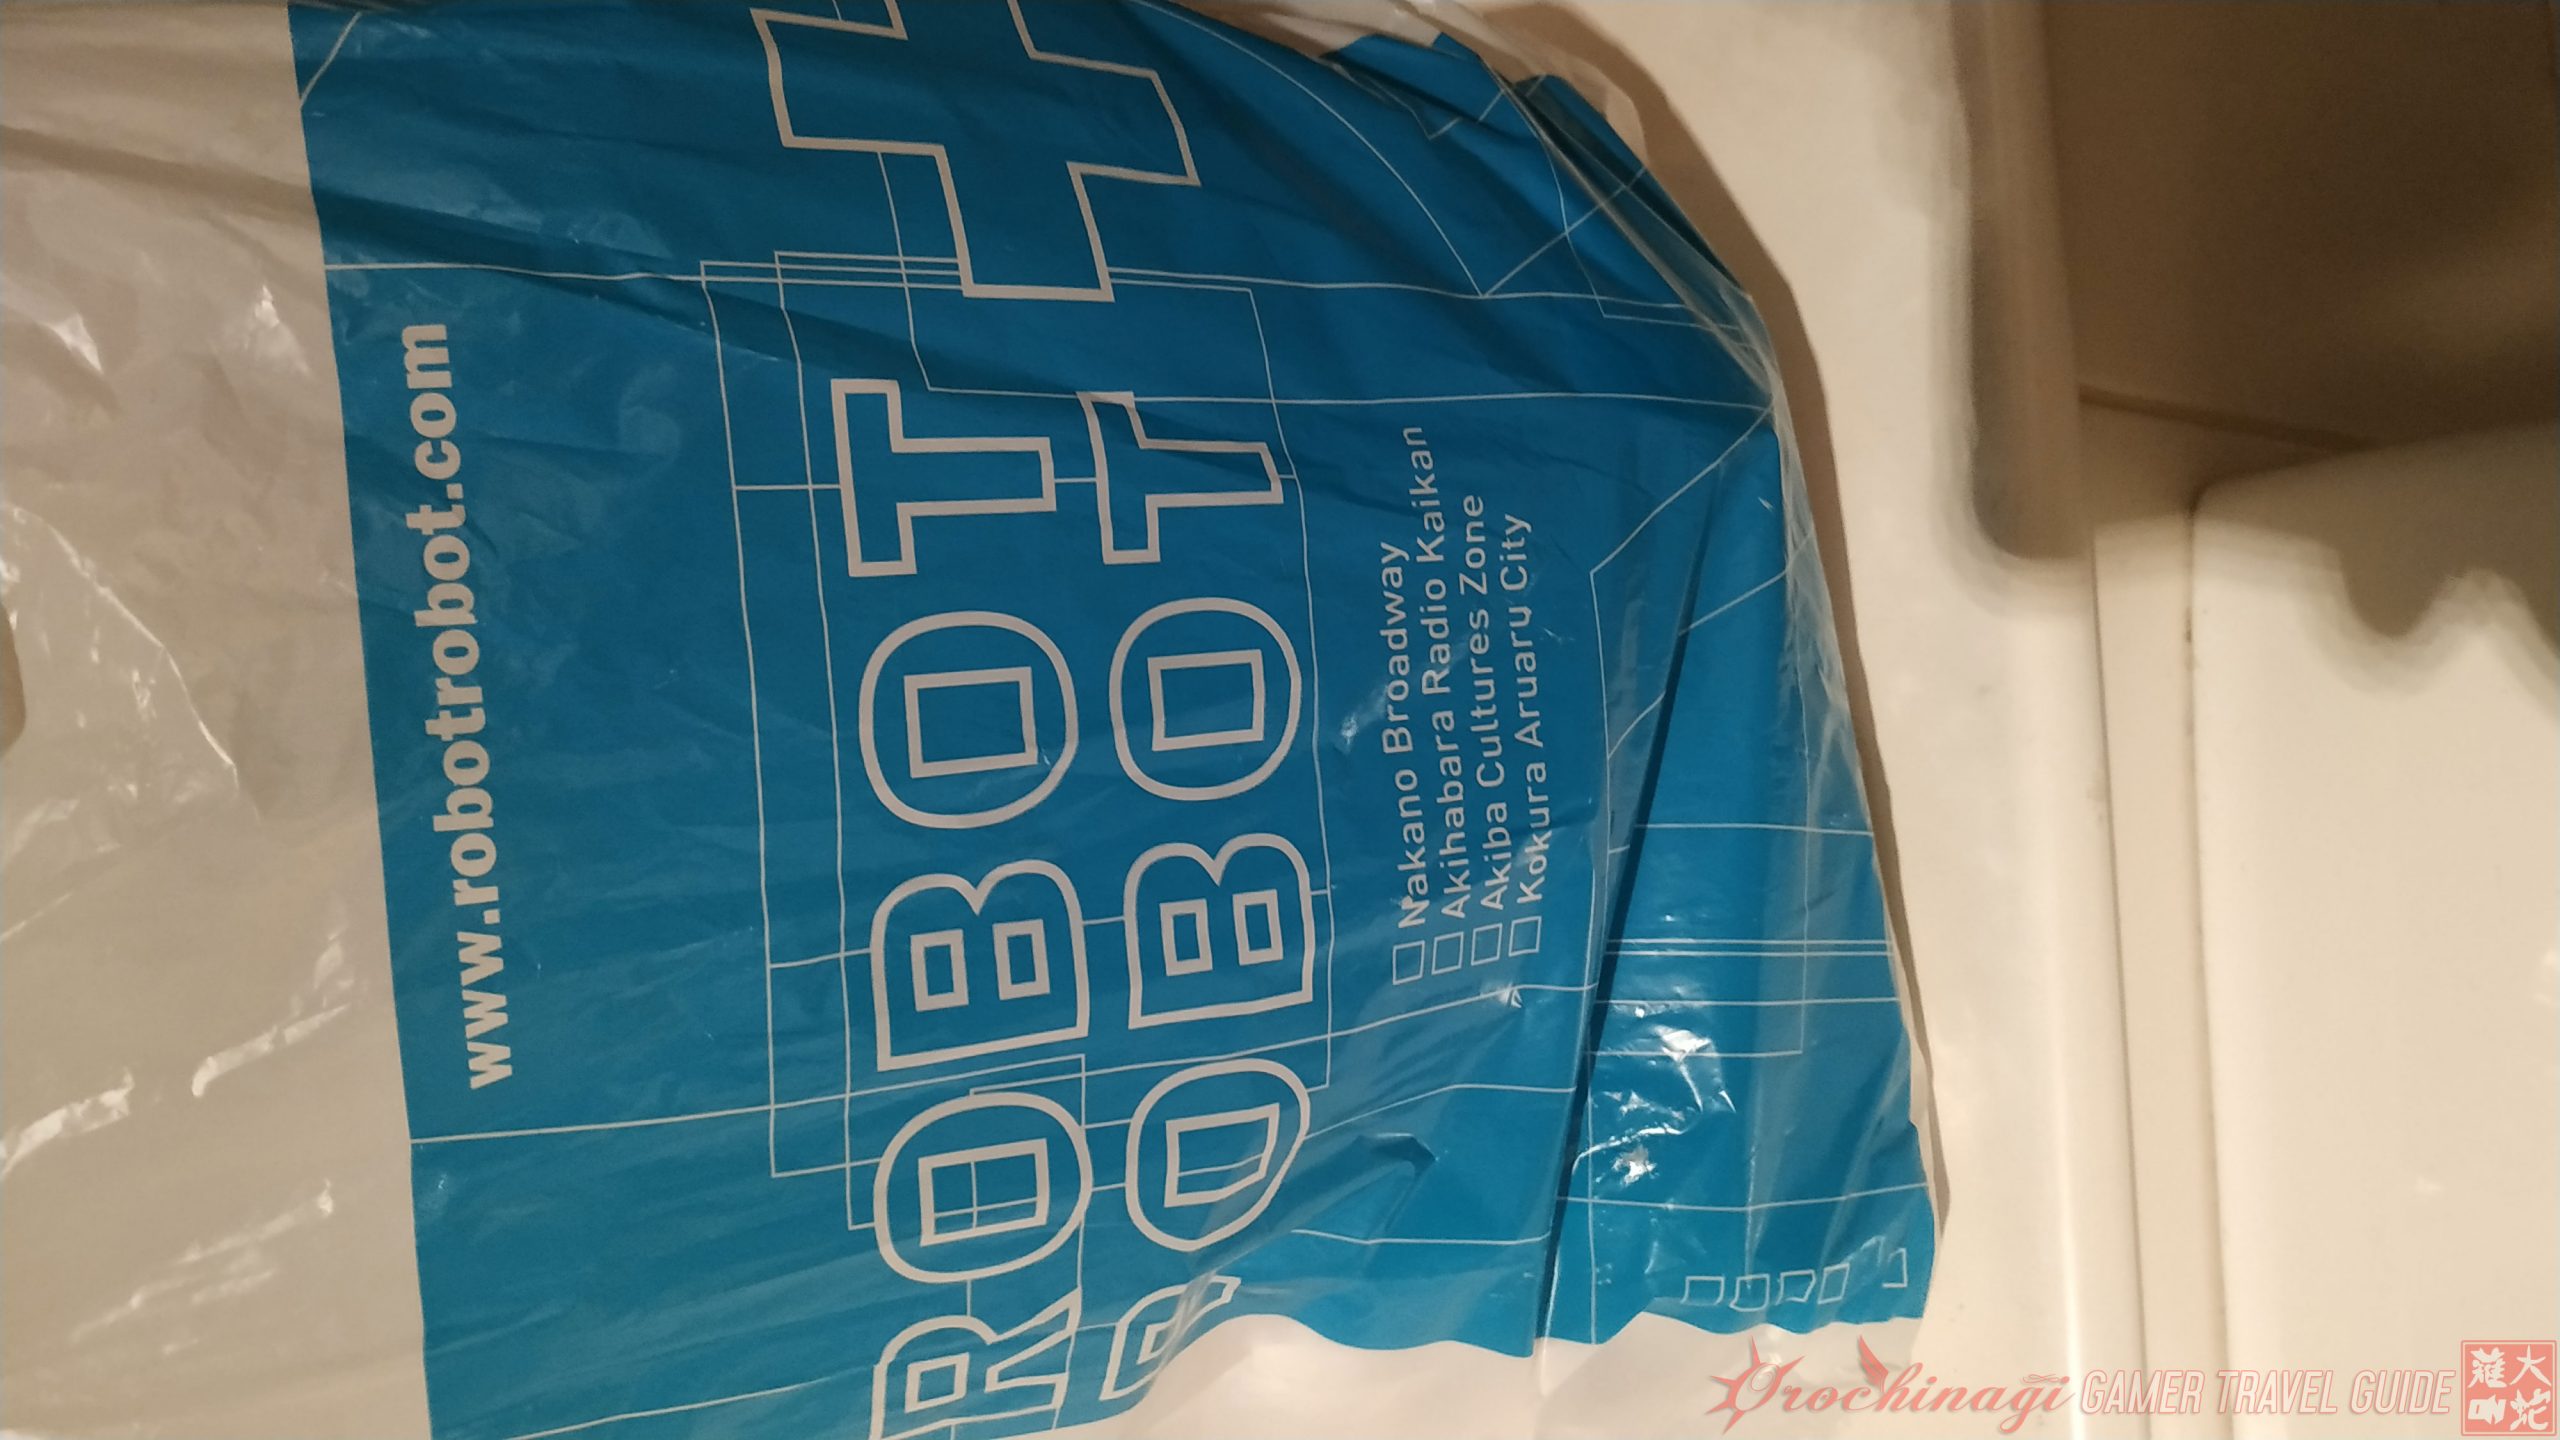 www.robotrobot.com
ROBOT
ROBOT
Nakano Broadway
Akihabara Radio Kaikan
Akiba Cultures Zone
Kokura Aruaru City
Orochinagi GAMER TRAVEL GUIDE
大蛇薙